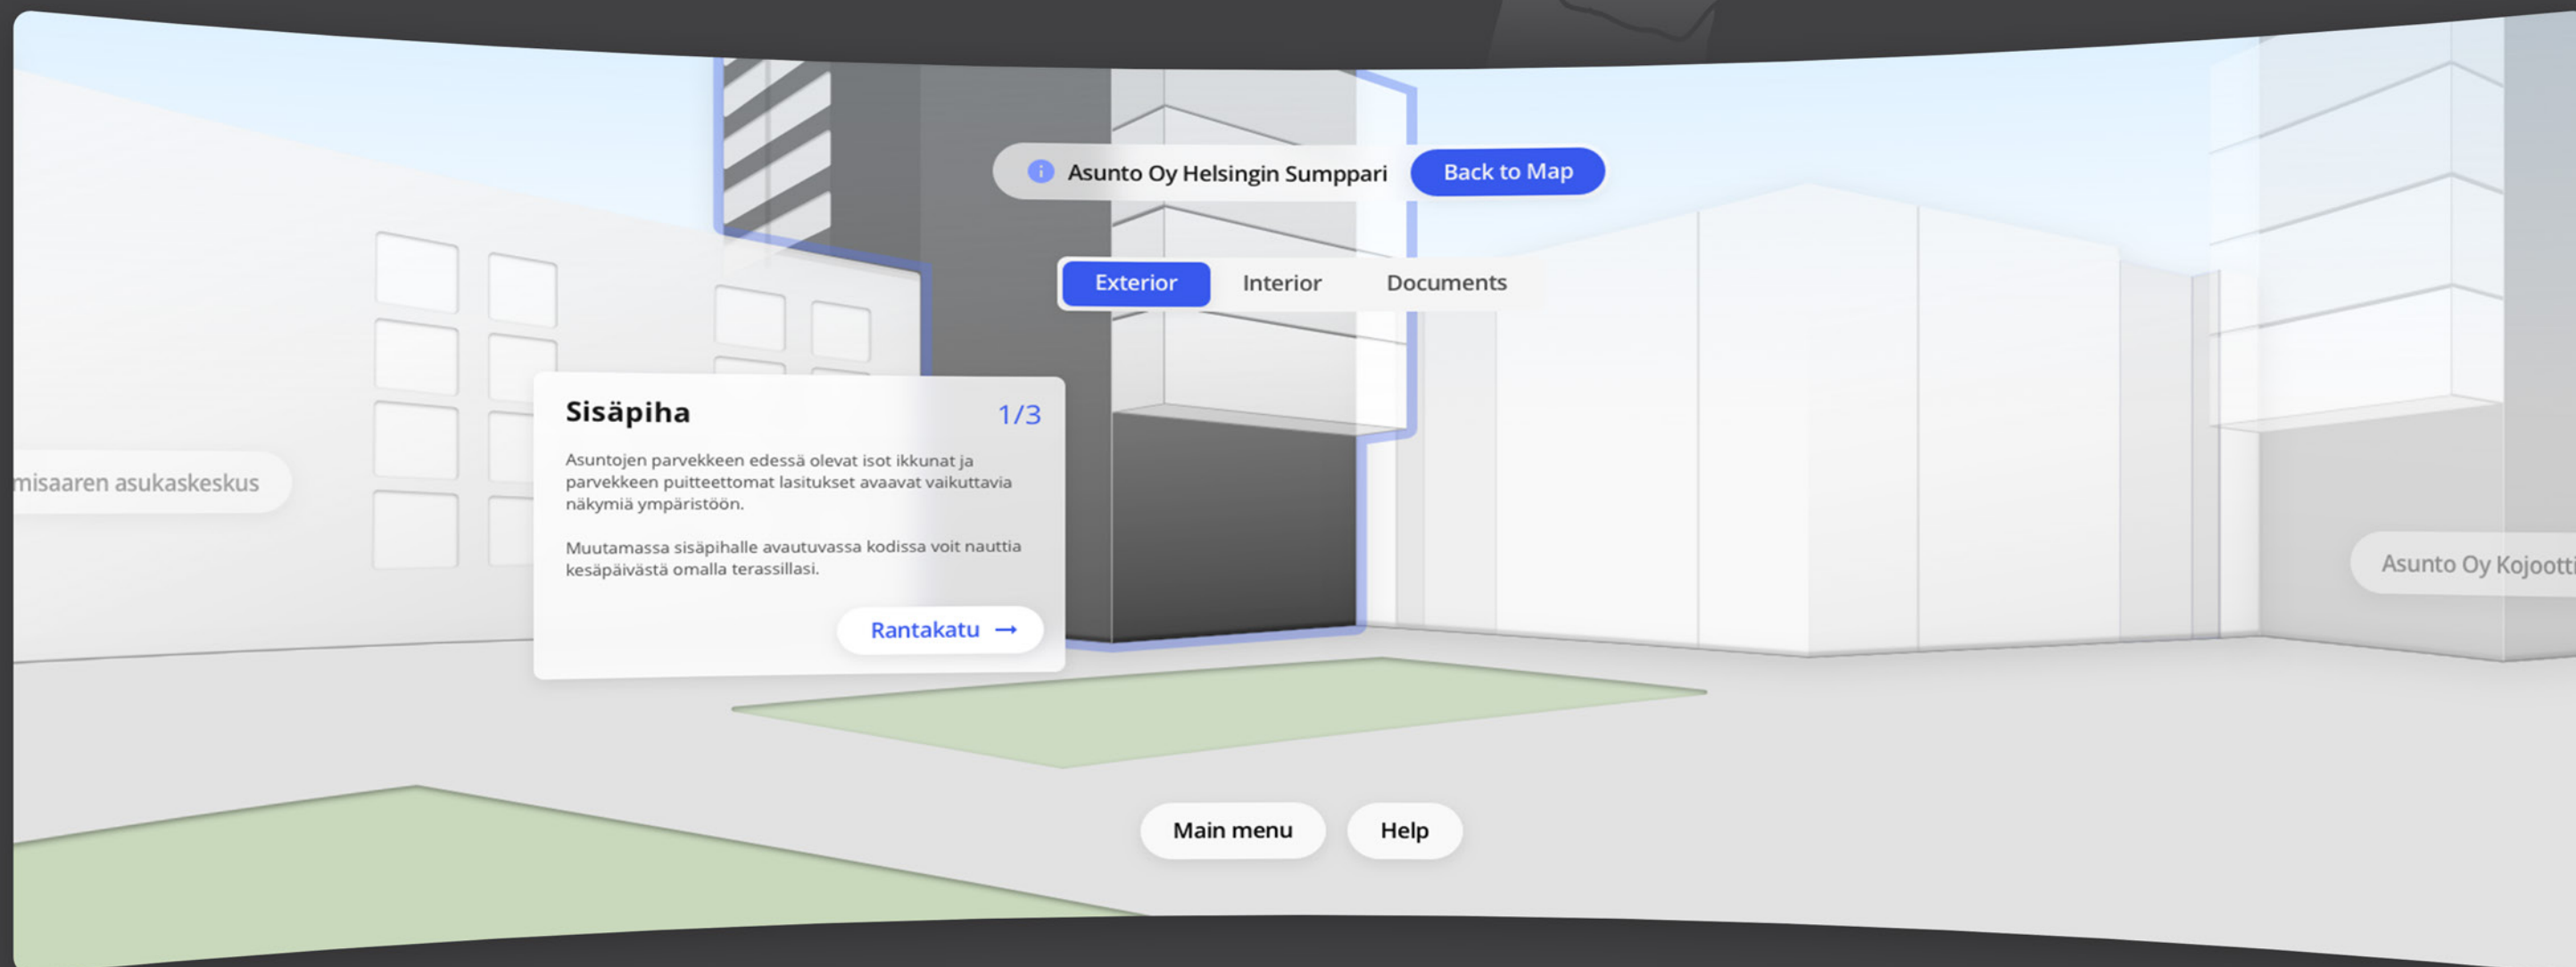 Asunto Oy Helsingin Sumppari
Back to Map
Exterior
Interior
Documents
Sisäpiha
1/3
Asuntojen parvekkeen edessä olevat isot ikkunat ja
parvekkeen puitteettomat lasitukset avaavat vaikuttavia
näkymiä ympäristöön.
Muutamassa sisäpihalle avautuvassa kodissa voit nauttia
kesäpäivästä omalla terassillasi.
Rantakatu →
misaaren asukaskeskus
Asunto Oy Kojootti
Main menu
Help